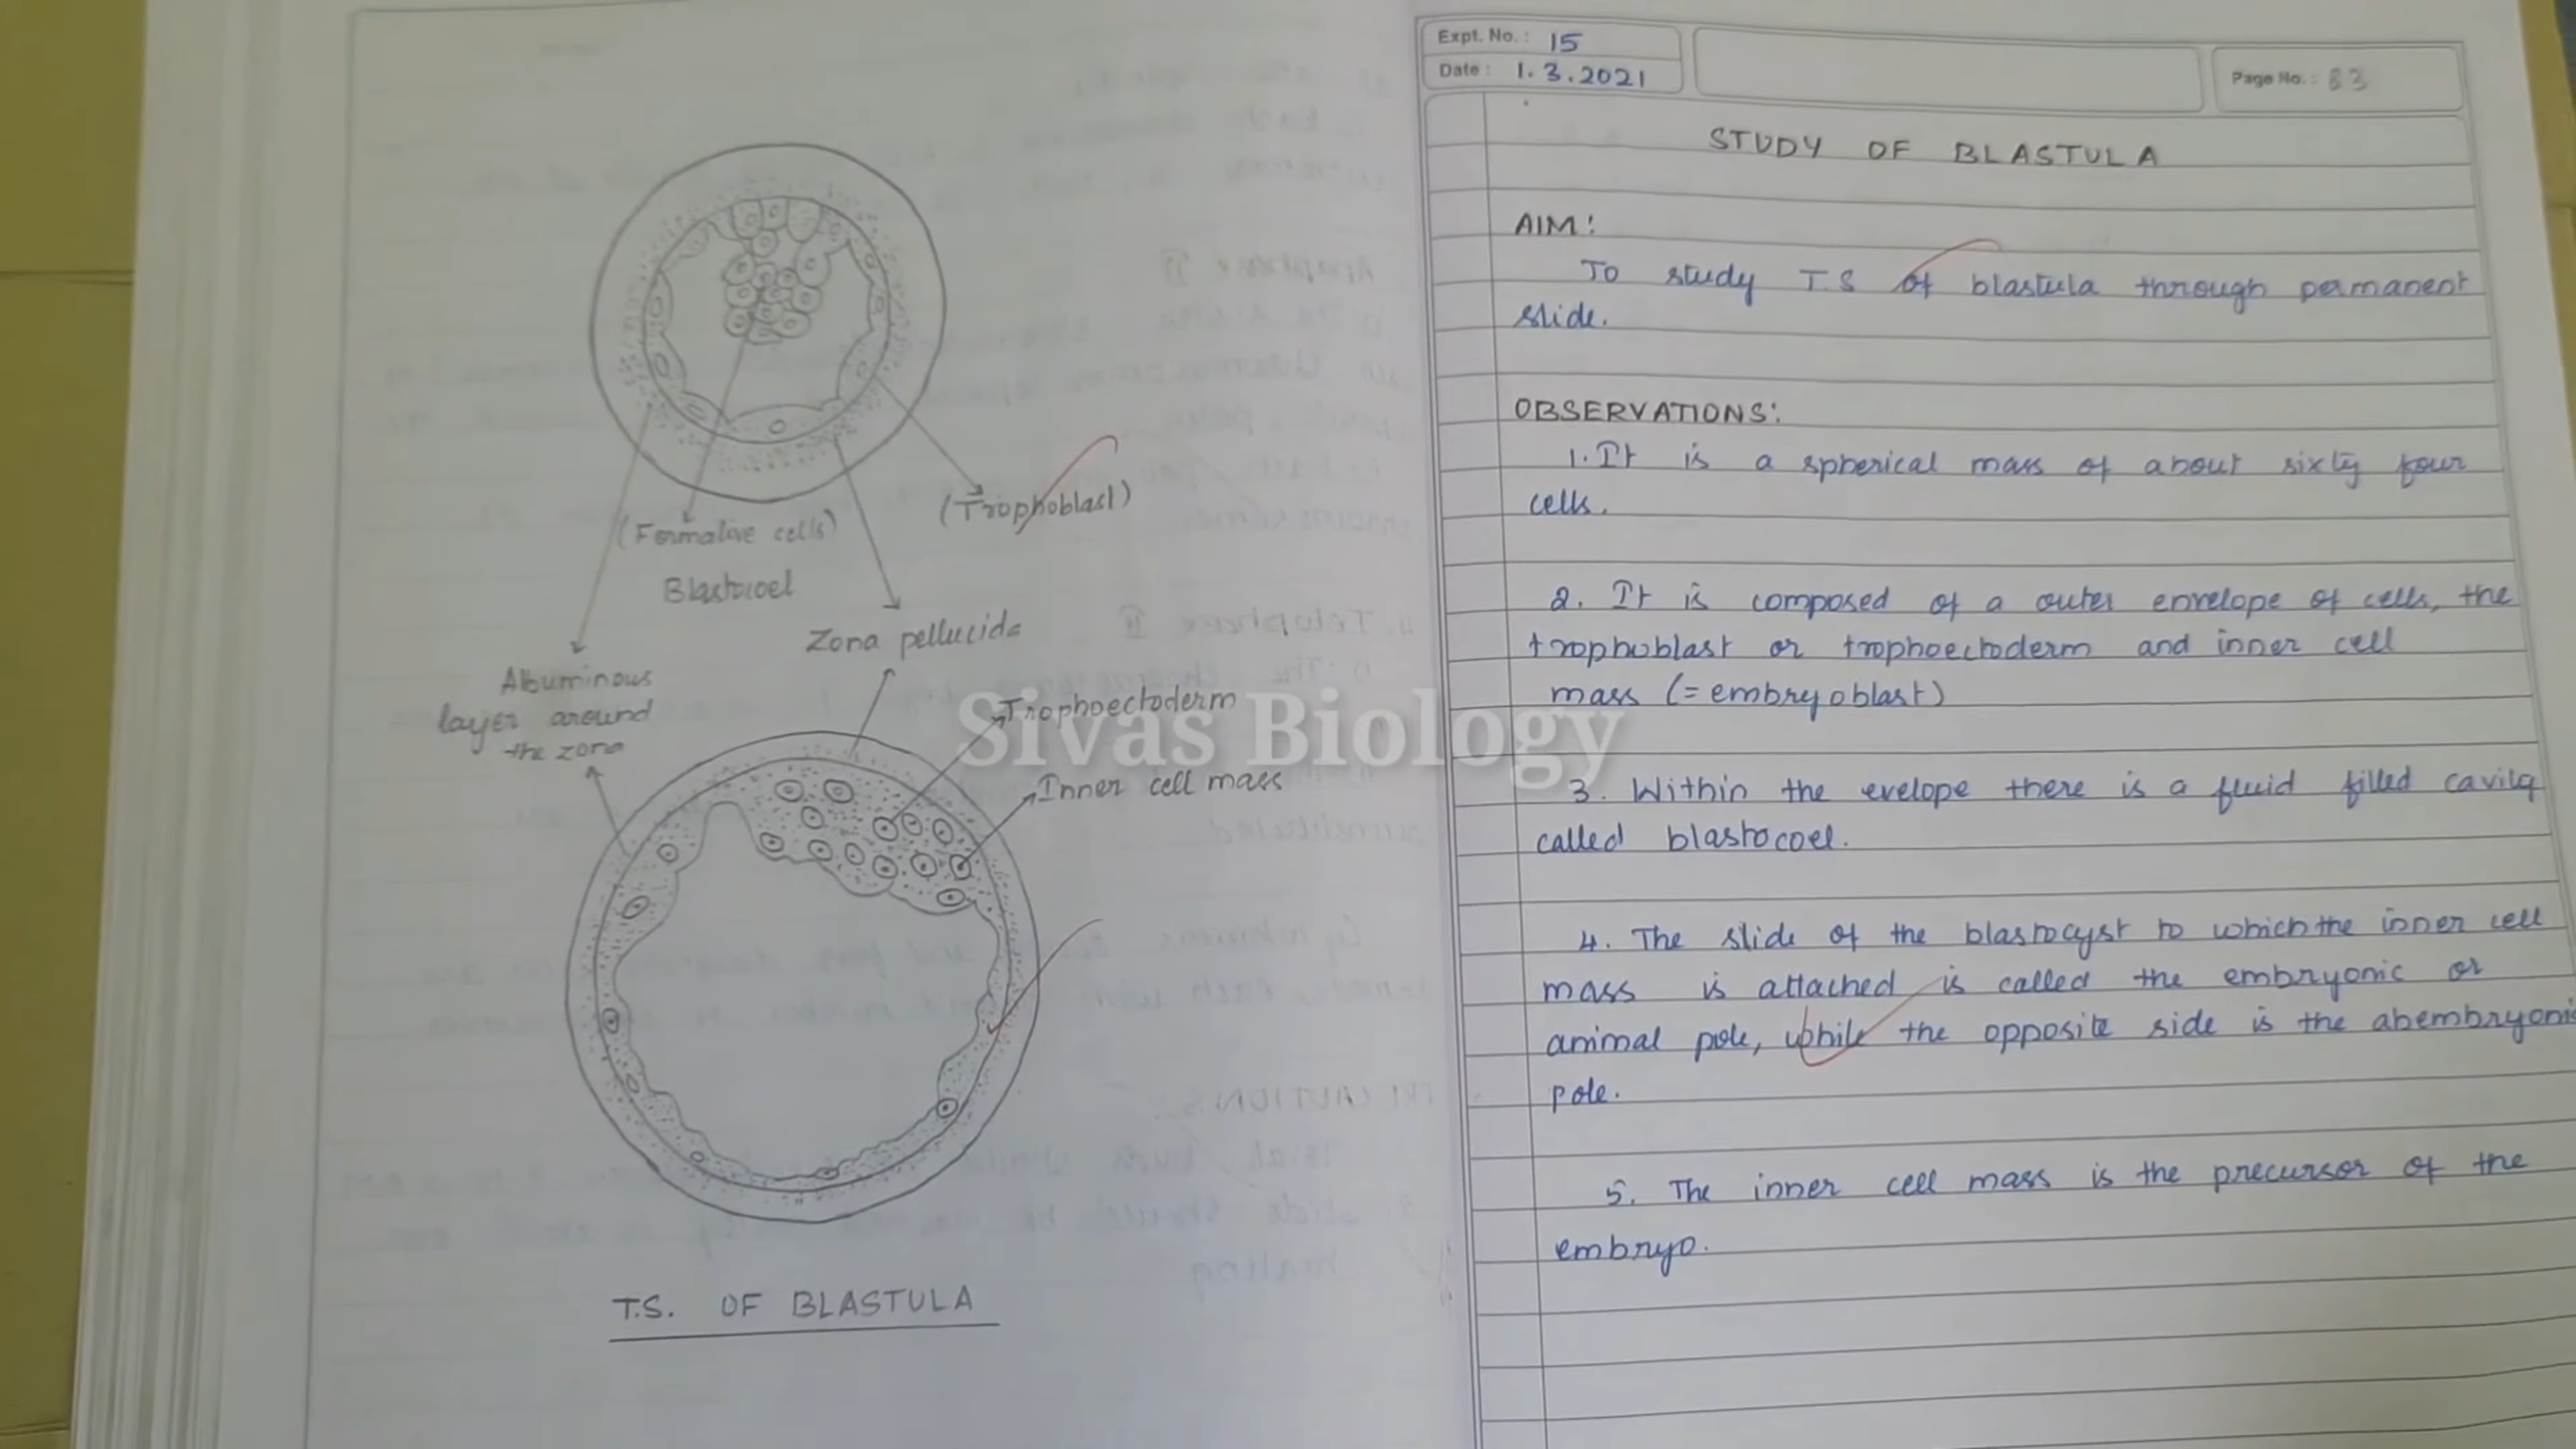 (Formative cells)
Blastocoel
(Trophoblast)
Zona pellucida
Albuminous
layer around
the zona
Trophoectoderm
Inner cell mass
T.S. OF BLASTULA
Sivas Biology
Expt. No. : 15
Date : 1.3.2021
Page No. : 83
STUDY OF BLASTULA
AIM:
To study T.S of blastula through permanent
slide.
OBSERVATIONS:
1. It is a spherical mass of about sixty four
cells.
2. It is composed of a outer envelope of cells, the
trophoblast or trophoectoderm and inner cell
mass (= embryoblast)
3. Within the evelope there is a fluid filled cavity
called blastocoel.
4. The slide of the blastocyst to which the inner cell
mass is attached is called the embryonic or
animal pole, while the opposite side is the abembryonic
pole.
5. The inner cell mass is the precursor of the
embryo.